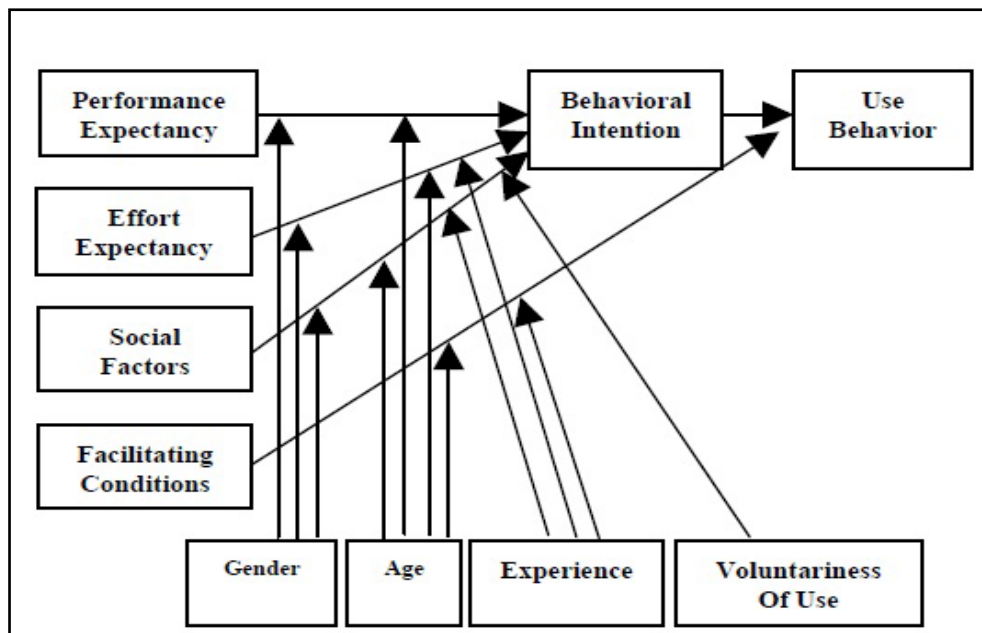 Performance
Expectancy
Behavioral
Intention
Use
Behavior
Effort
Expectancy
Social
Factors
Facilitating
Conditions
Gender
Age
Experience
Voluntariness
Of Use